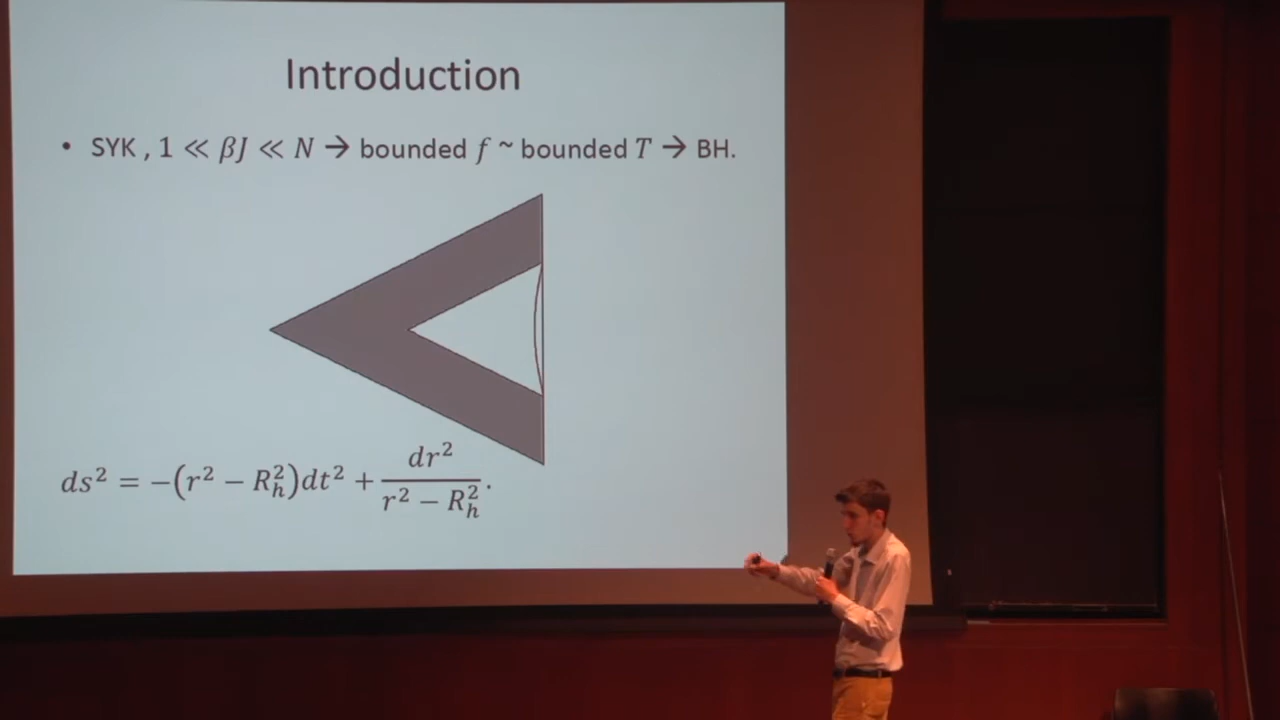 Introduction
• SYK , 1 ≪ βJ ≪ N → bounded f ~ bounded T → BH.
ds² = −(r² − R_h²)dt² + dr² / (r² − R_h²).